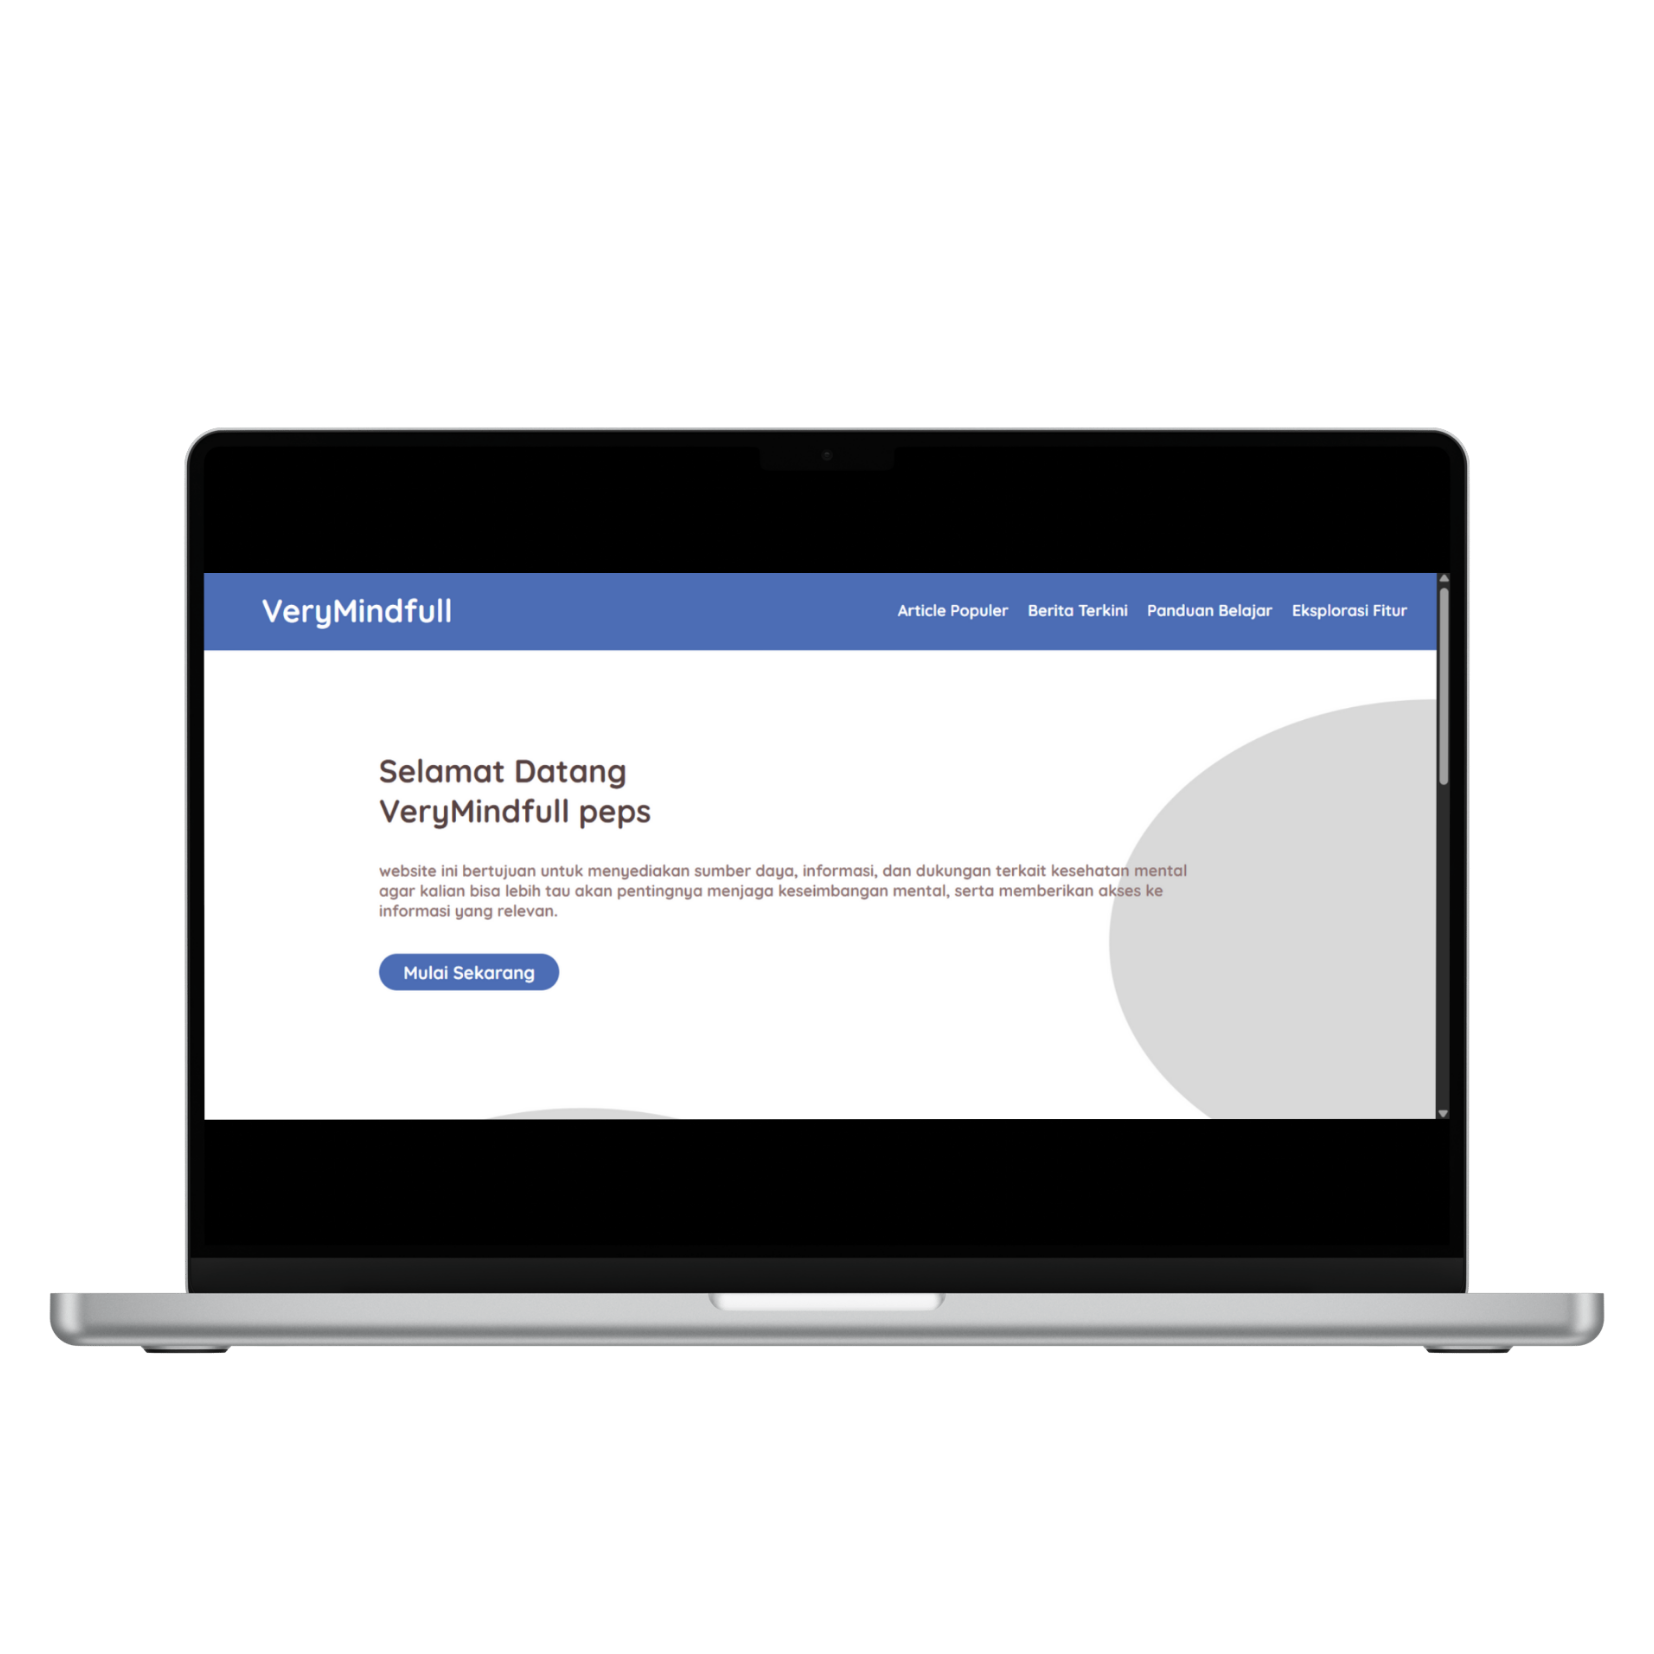 VeryMindfull
Article Populer Berita Terkini Panduan Belajar Eksplorasi Fitur
Selamat Datang
VeryMindfull peps
website ini bertujuan untuk menyediakan sumber daya, informasi, dan dukungan terkait kesehatan mental
agar kalian bisa lebih tau akan pentingnya menjaga keseimbangan mental, serta memberikan akses ke
informasi yang relevan.
Mulai Sekarang